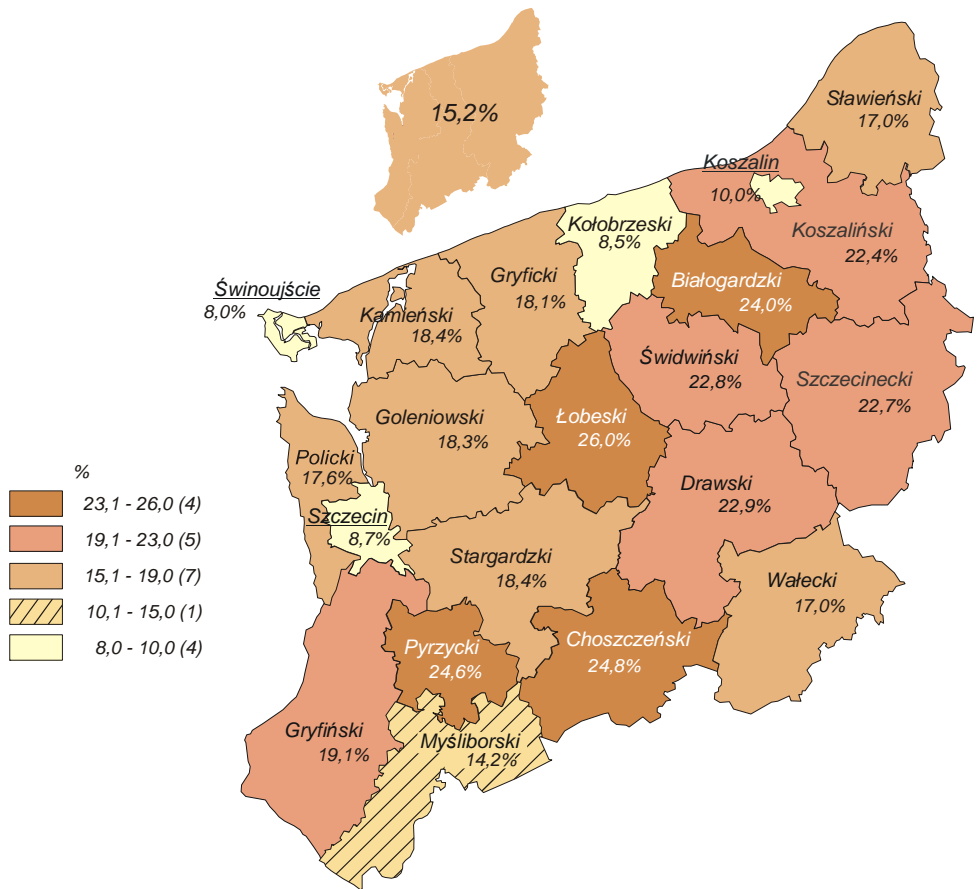 15,2%
Sławieński
17,0%
Koszalin
10,0%
Koszaliński
22,4%
Kołobrzeski
8,5%
Białogardzki
24,0%
Gryficki
18,1%
Świnoujście
8,0%
Kamieński
18,4%
Świdwiński
22,8%
Szczecinecki
22,7%
Goleniowski
18,3%
Łobeski
26,0%
Policki
17,6%
Drawski
22,9%
Szczecin
8,7%
Stargardzki
18,4%
Wałecki
17,0%
Pyrzycki
24,6%
Choszczeński
24,8%
Gryfiński
19,1%
Myśliborski
14,2%
%
23,1 - 26,0 (4)
19,1 - 23,0 (5)
15,1 - 19,0 (7)
10,1 - 15,0 (1)
8,0 - 10,0 (4)